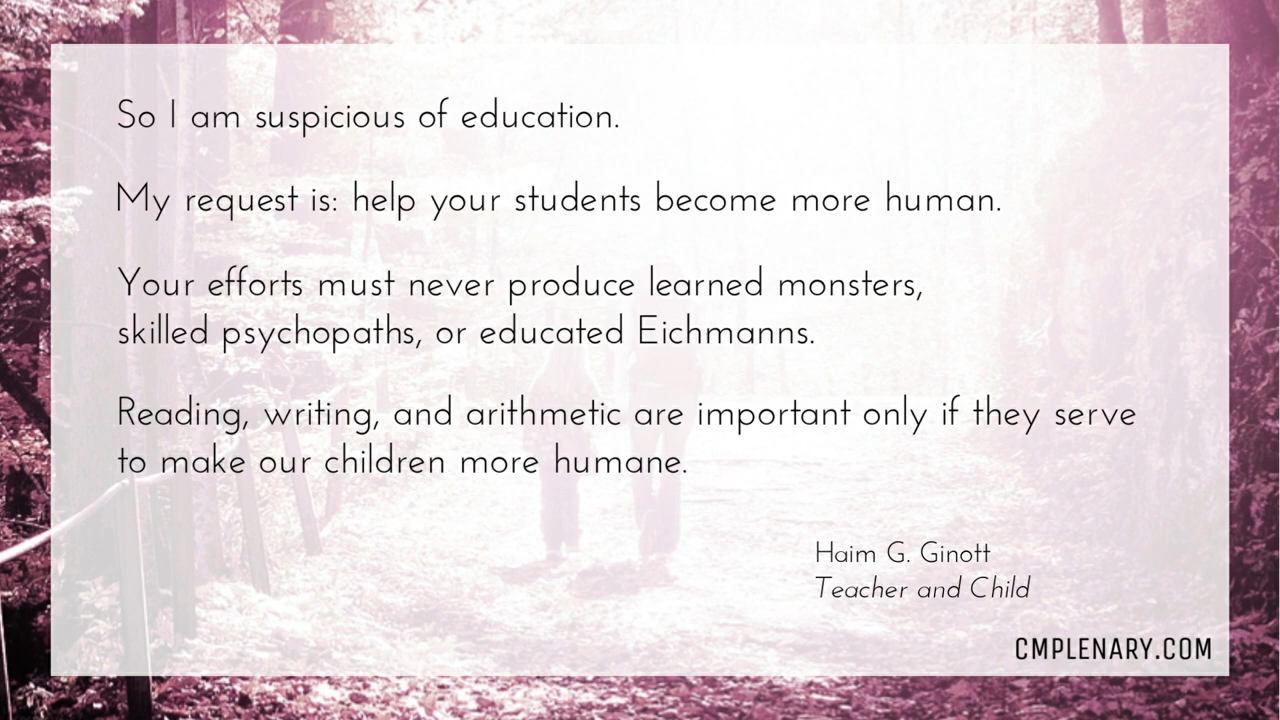 So I am suspicious of education.
My request is: help your students become more human.
Your efforts must never produce learned monsters,
skilled psychopaths, or educated Eichmanns.
Reading, writing, and arithmetic are important only if they serve
to make our children more humane.
Haim G. Ginott
Teacher and Child
CMPLENARY.COM